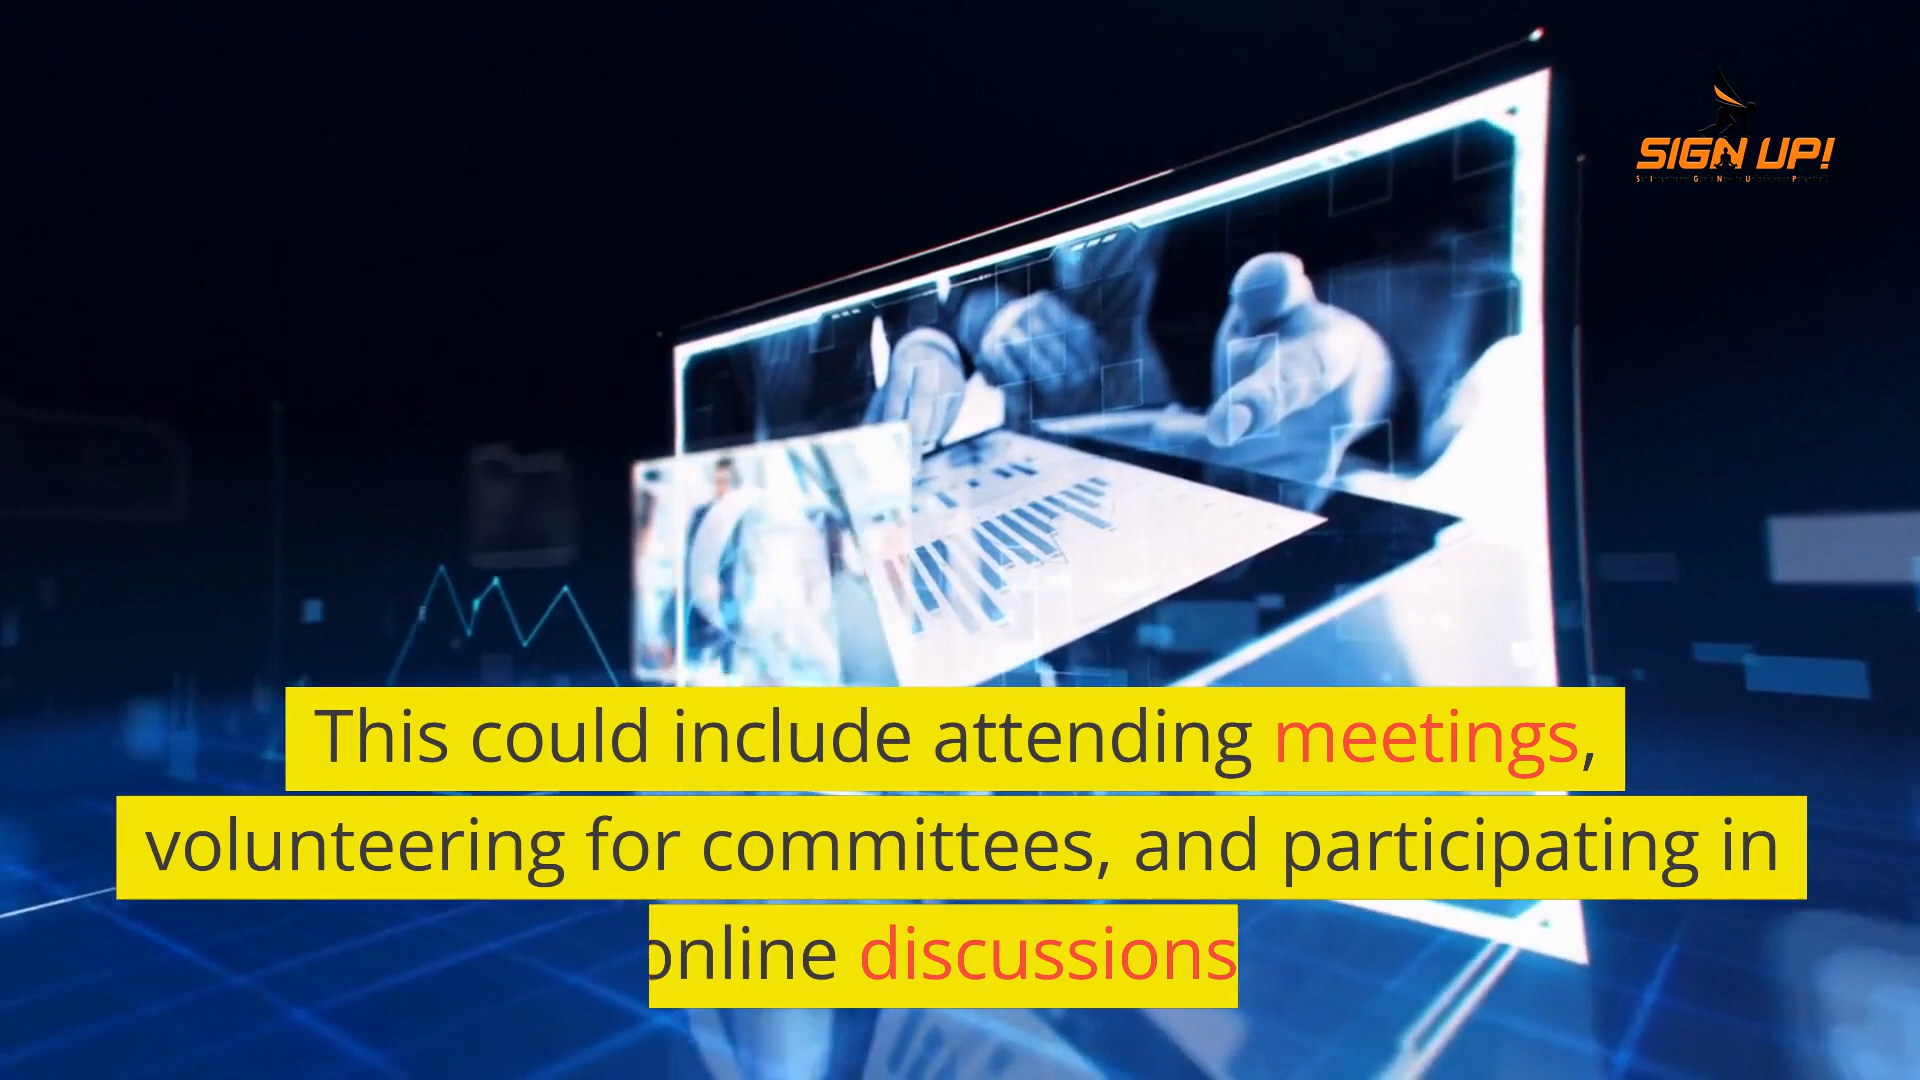 SIGN UP!
This could include attending meetings,
volunteering for committees, and participating in
online discussions